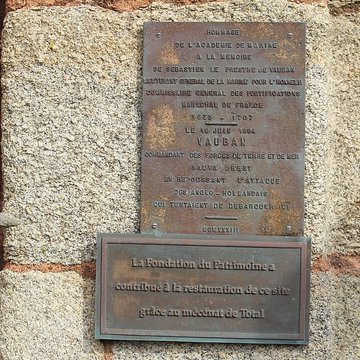 HOMMAGE
DE L'ACADEMIE DE MARINE
A LA MEMOIRE
DE SEBASTIEN LE PRESTRE DE VAUBAN
LIEUTENANT GENERAL DE LA MARINE POUR L'HONNEUR
COMMISSAIRE GENERAL DES FORTIFICATIONS
MARECHAL DE FRANCE
1633 - 1707
LE 18 JUIN 1694
VAUBAN
COMMANDANT DES FORCES DE TERRE ET DE MER
SAUVA BREST
EN REPOUSSANT L'ATTAQUE
DES ANGLO-HOLLANDAIS
QUI TENTAIENT DE DEBARQUER ICI
MCMXXXIII
La Fondation du Patrimoine a
contribué à la restauration de ce site
grâce au mécénat de Total